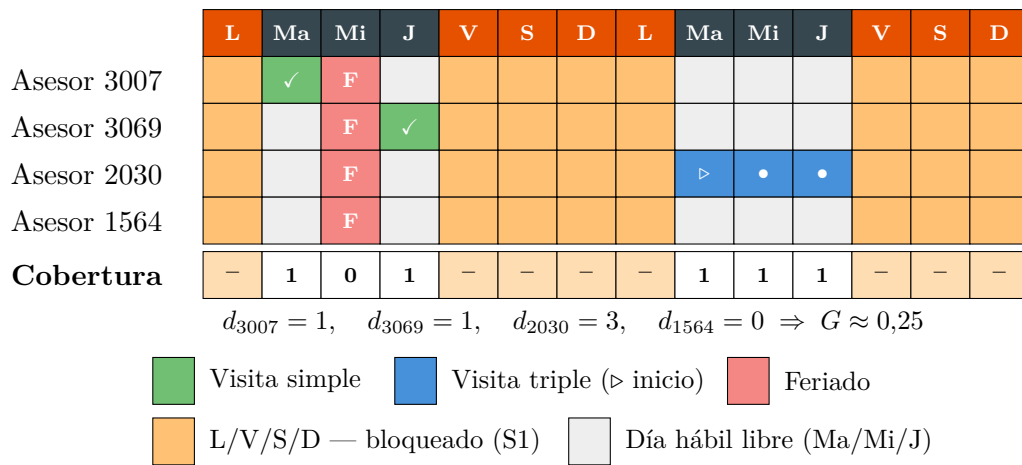 L Ma Mi J V S D L Ma Mi J V S D
Asesor 3007 ✓ F
Asesor 3069 F ✓
Asesor 2030 F ▷ • •
Asesor 1564 F
Cobertura – 1 0 1 – – – – 1 1 1 – – –
d3007 = 1, d3069 = 1, d2030 = 3, d1564 = 0 ⇒ G ≈ 0,25
Visita simple Visita triple (▷ inicio) Feriado
L/V/S/D — bloqueado (S1) Día hábil libre (Ma/Mi/J)